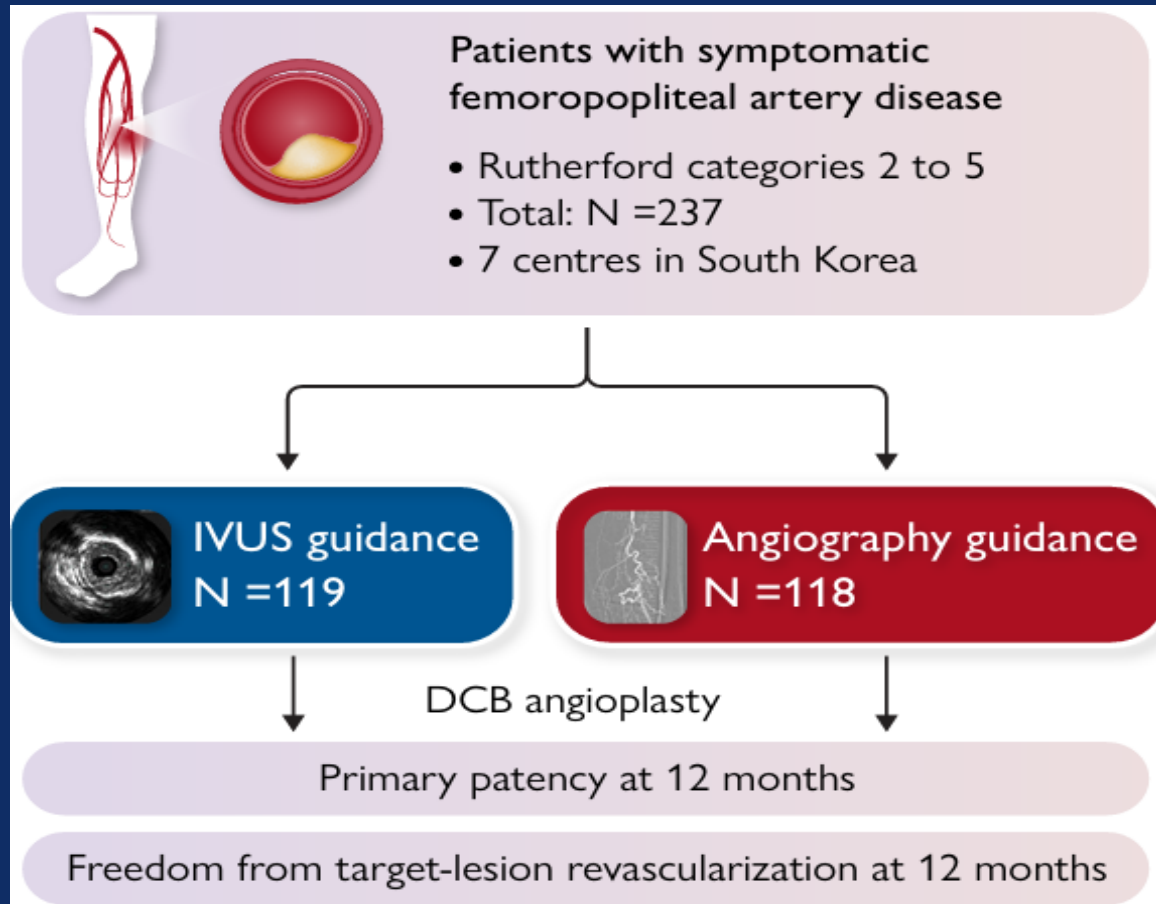 Patients with symptomatic
femoropopliteal artery disease
• Rutherford categories 2 to 5
• Total: N =237
• 7 centres in South Korea
IVUS guidance
N =119
Angiography guidance
N =118
DCB angioplasty
Primary patency at 12 months
Freedom from target-lesion revascularization at 12 months